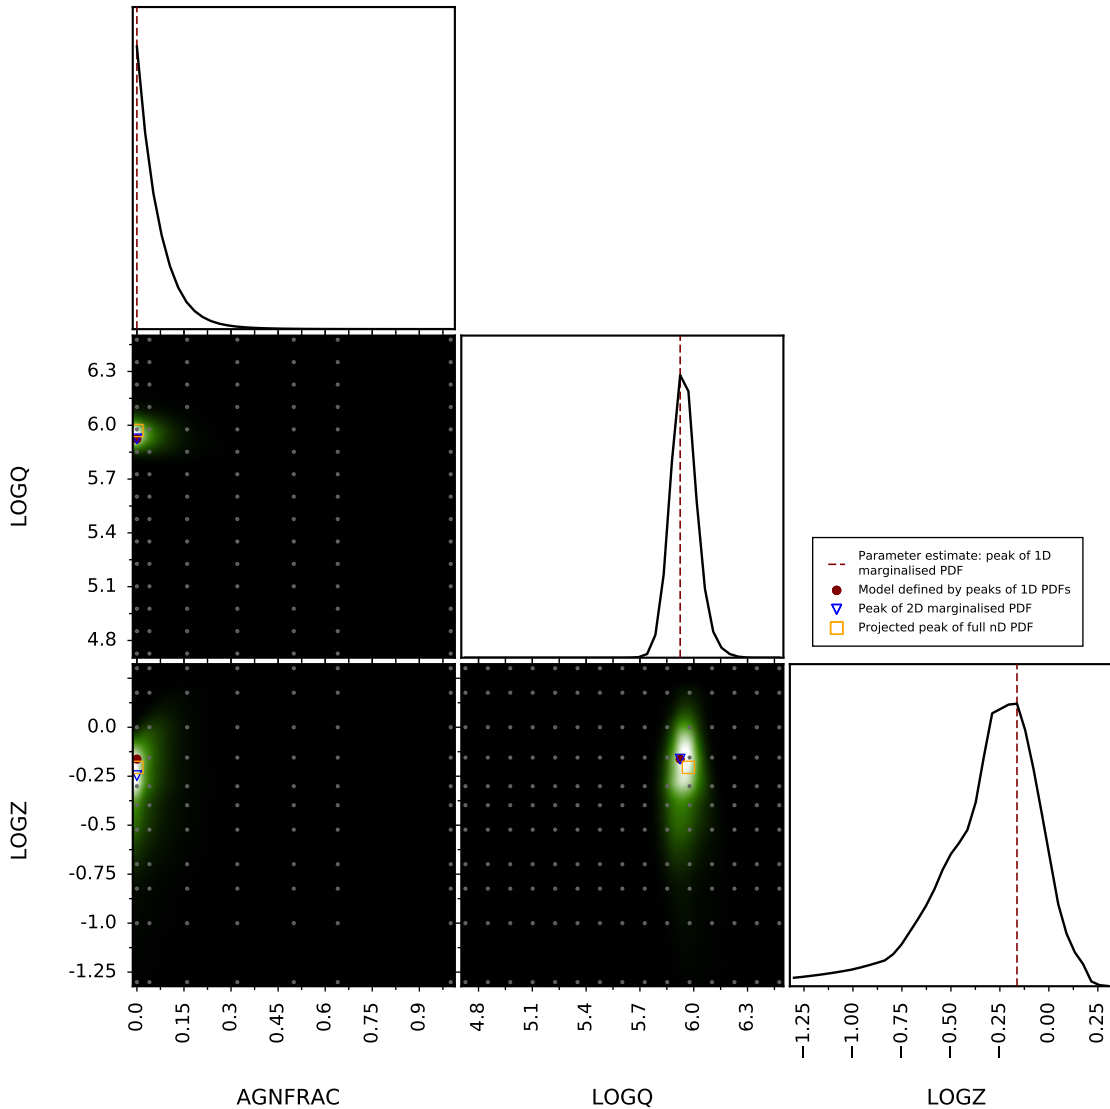 6.3
6.0
5.7
5.4
5.1
4.8
LOGQ
Parameter estimate: peak of 1D
marginalised PDF
Model defined by peaks of 1D PDFs
Peak of 2D marginalised PDF
Projected peak of full nD PDF
0.0
-0.25
-0.5
-0.75
-1.0
-1.25
LOGZ
0.0 0.15 0.3 0.45 0.6 0.75 0.9
4.8 5.1 5.4 5.7 6.0 6.3
−1.25 −1.00 −0.75 −0.50 −0.25 0.00 0.25
AGNFRAC LOGQ LOGZ